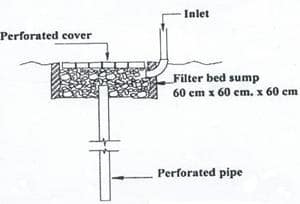 Inlet
Perforated cover
Filter bed sump
60 cm x 60 cm. x 60 cm
Perforated pipe